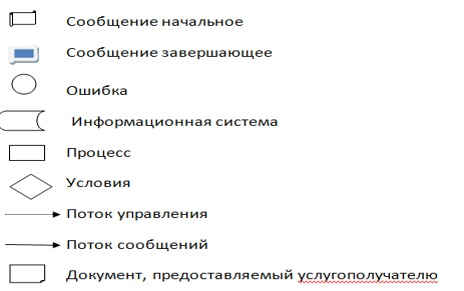 Сообщение начальное
Сообщение завершающее
Ошибка
Информационная система
Процесс
Условия
Поток управления
Поток сообщений
Документ, предоставляемый услугополучателю